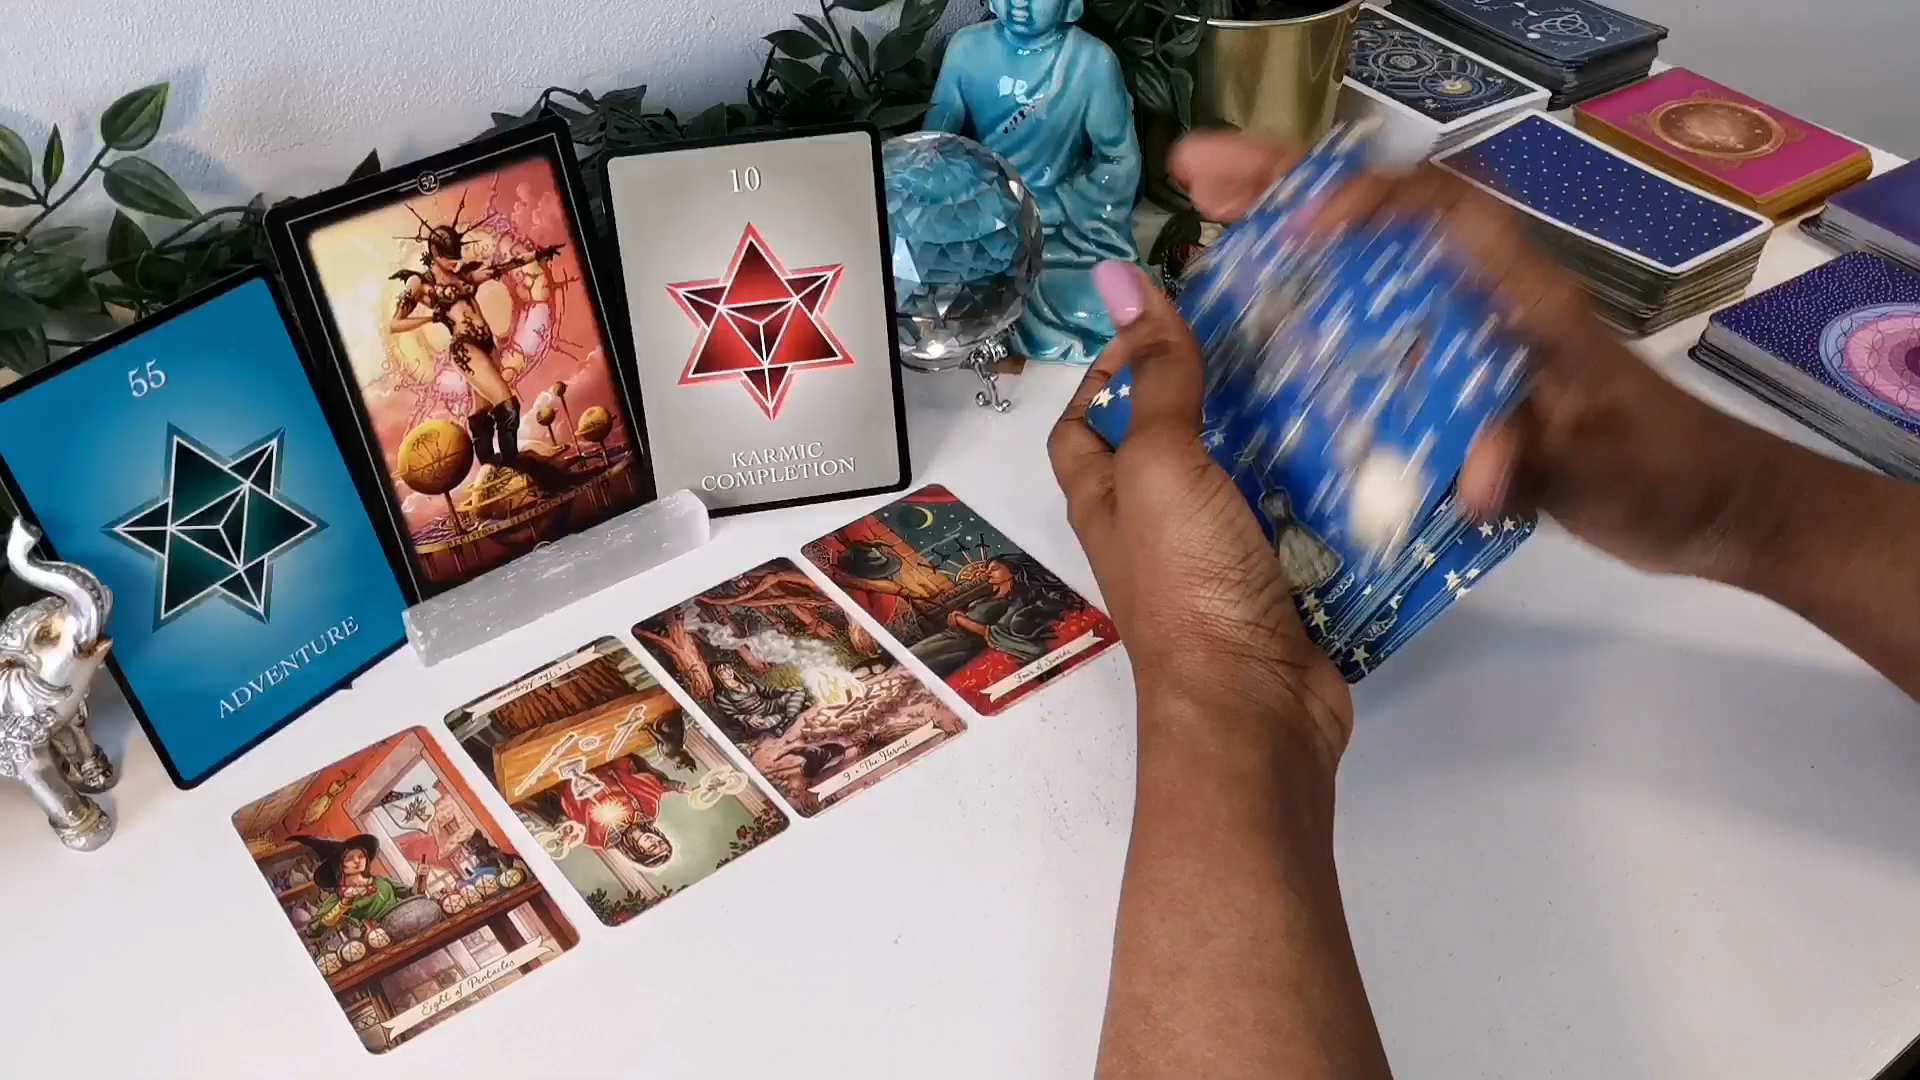 55
ADVENTURE
52
10
KARMIC
COMPLETION
Eight of Pentacles
1 • The Magician
9 • The Hermit
Four of Swords